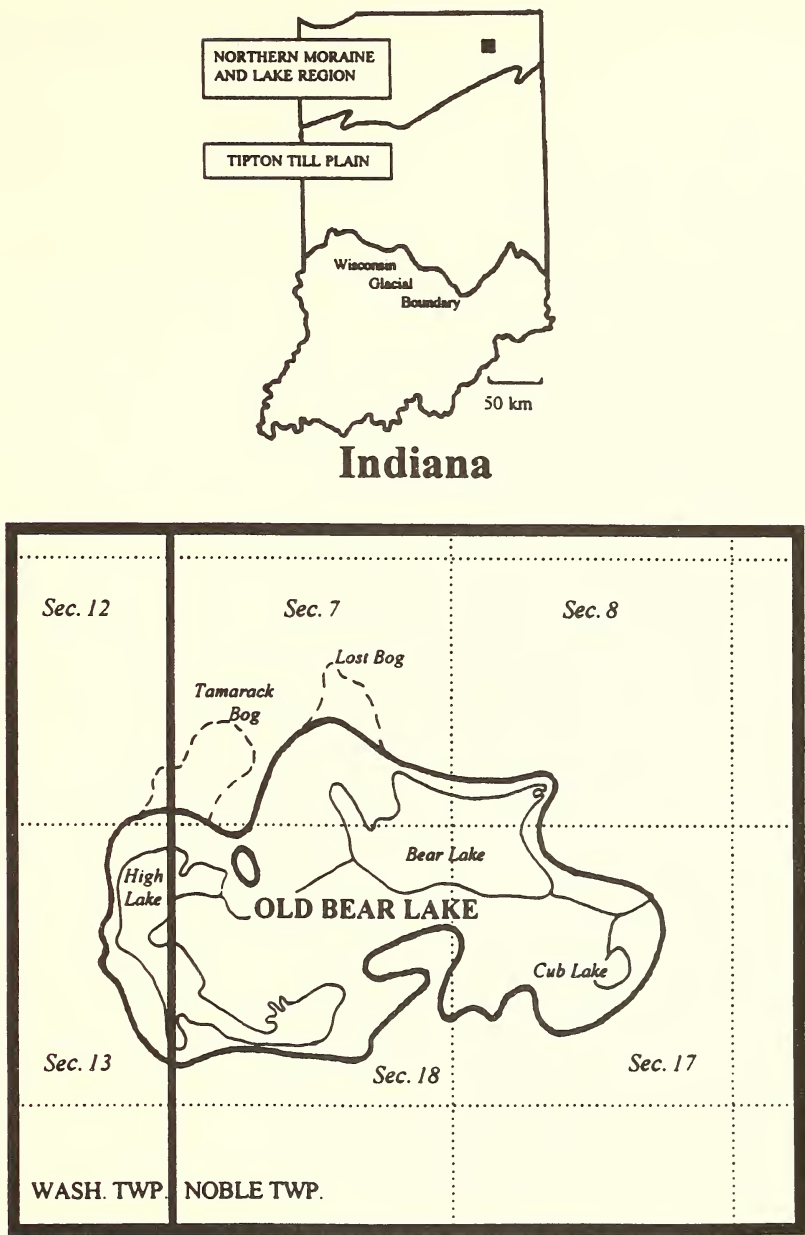 NORTHERN MORAINE
AND LAKE REGION
TIPTON TILL PLAIN
Wisconsin
Glacial
Boundary
50 km
Indiana
Sec. 12
Sec. 7
Sec. 8
Lost Bog
Tamarack
Bog
Bear Lake
High
Lake
OLD BEAR LAKE
Cub Lake
Sec. 13
Sec. 18
Sec. 17
WASH. TWP.
NOBLE TWP.